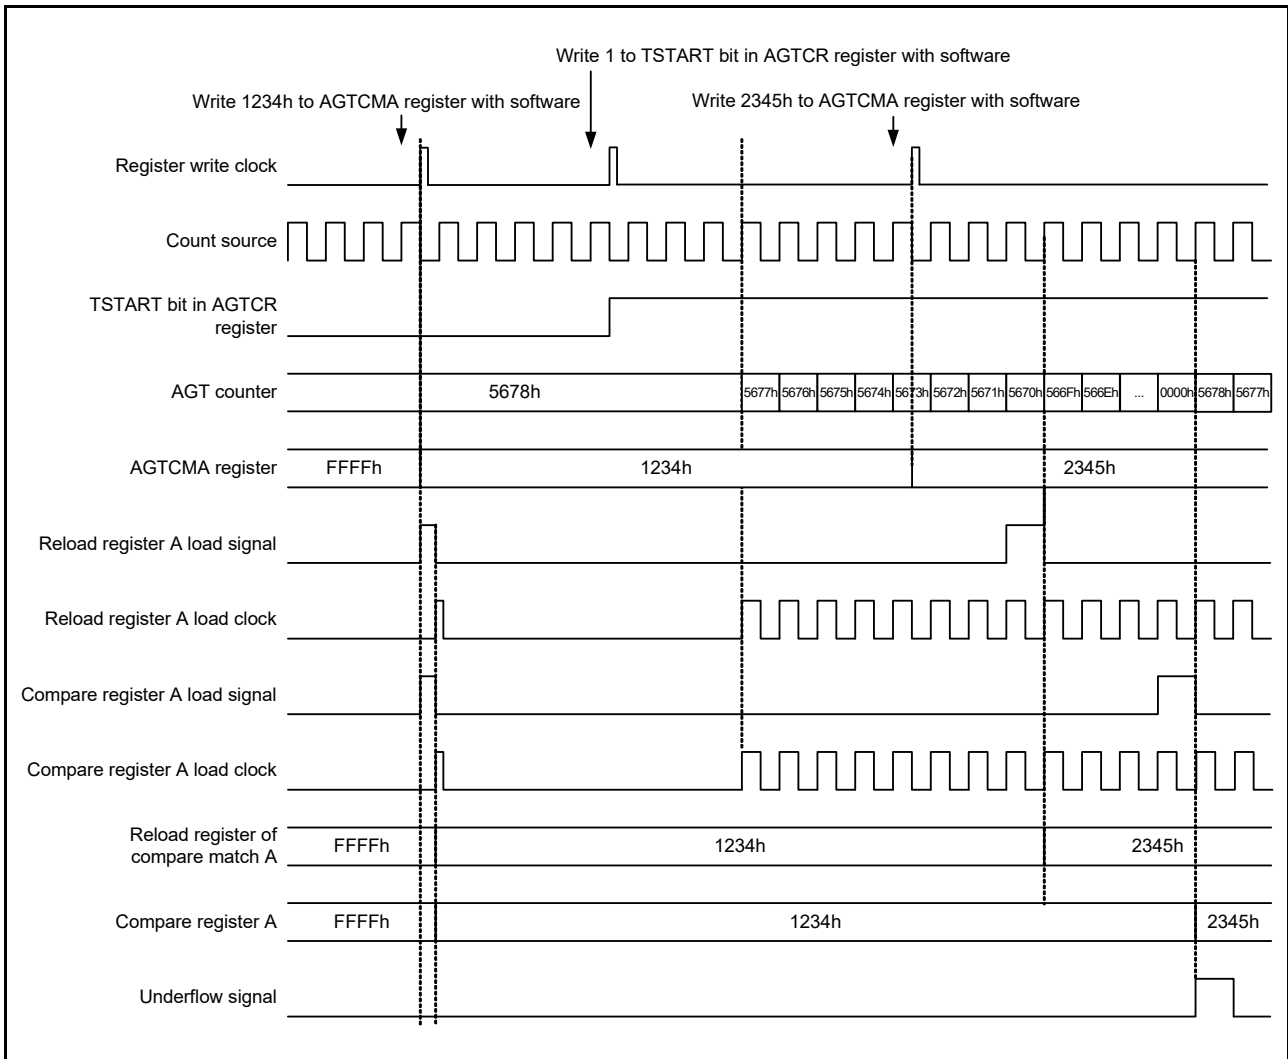 Write 1 to TSTART bit in AGTCR register with software
Write 1234h to AGTCMA register with software
Write 2345h to AGTCMA register with software
Register write clock
Count source
TSTART bit in AGTCR
register
AGT counter
5678h
5677h 5676h 5675h 5674h 5673h 5672h 5671h 5670h 566Fh 566Eh ... 0000h 5678h 5677h
AGTCMA register
FFFFh
1234h
2345h
Reload register A load signal
Reload register A load clock
Compare register A load signal
Compare register A load clock
Reload register of
compare match A
FFFFh
1234h
2345h
Compare register A
FFFFh
1234h
2345h
Underflow signal